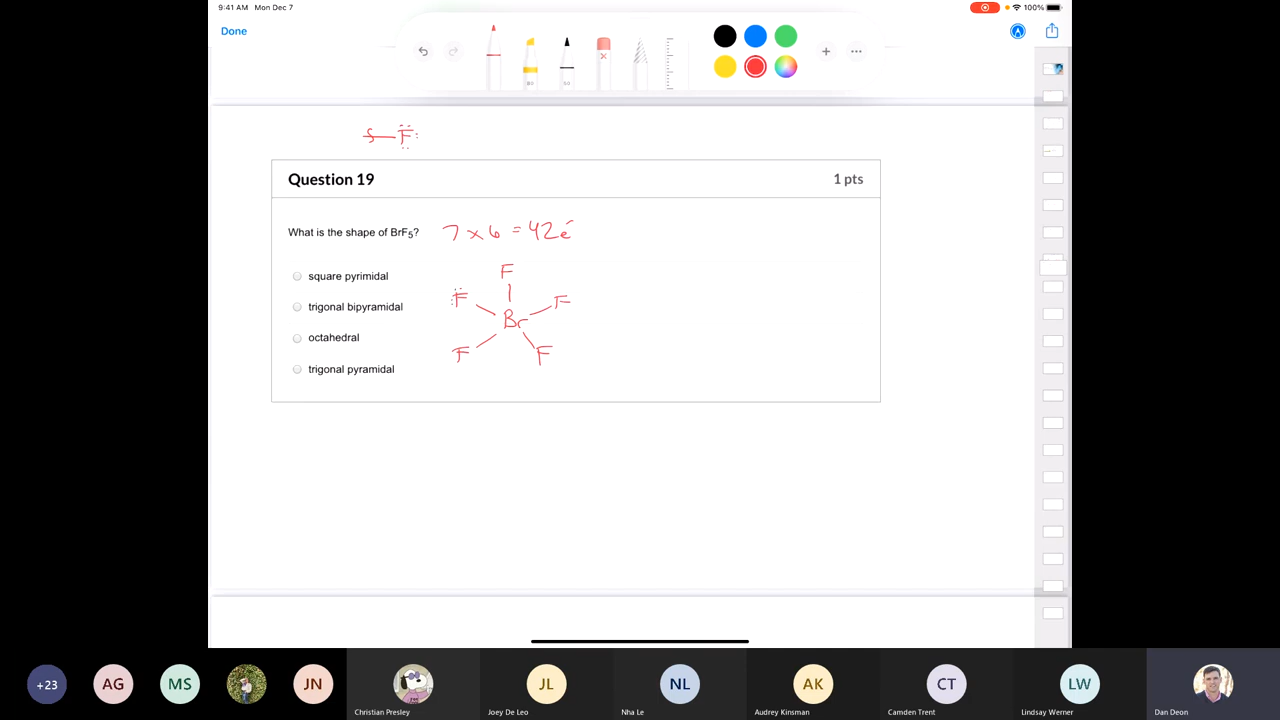 9:41 AM Mon Dec 7
100%
Done
F
Question 19
1 pts
What is the shape of BrF5?
7 x 6 = 42e-
square pyrimidal
trigonal bipyramidal
octahedral
trigonal pyramidal
F
F F
Br
F F
+23
AG
MS
JN
JL
NL
AK
CT
LW
Christian Presley
Joey De Leo
Nha Le
Audrey Kinsman
Camden Trent
Lindsay Werner
Dan Deon